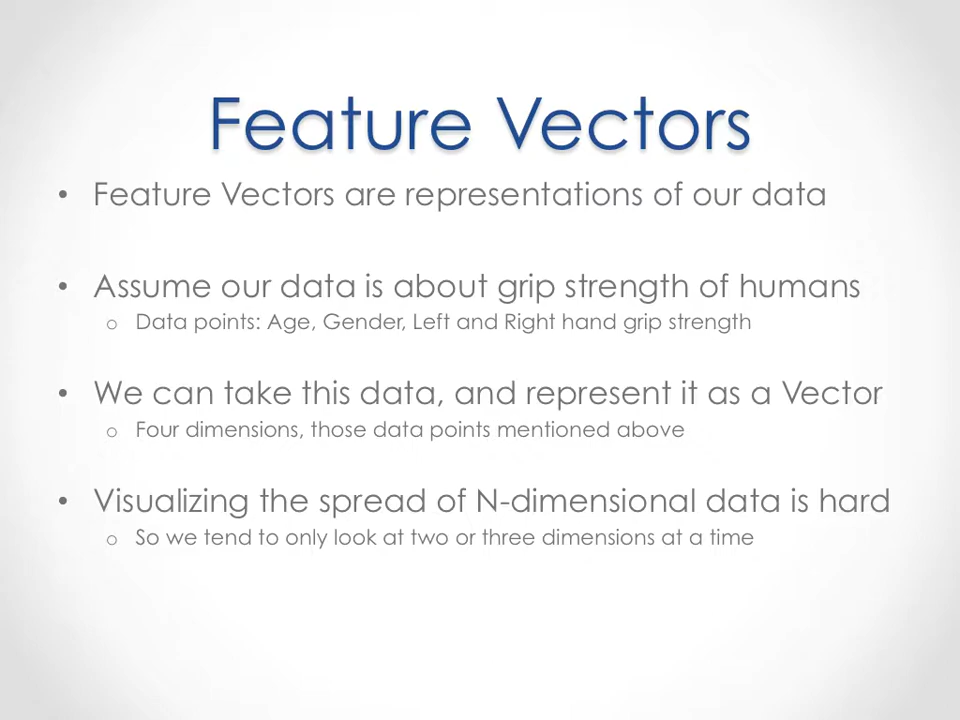 Feature Vectors
• Feature Vectors are representations of our data
• Assume our data is about grip strength of humans
o Data points: Age, Gender, Left and Right hand grip strength
• We can take this data, and represent it as a Vector
o Four dimensions, those data points mentioned above
• Visualizing the spread of N-dimensional data is hard
o So we tend to only look at two or three dimensions at a time